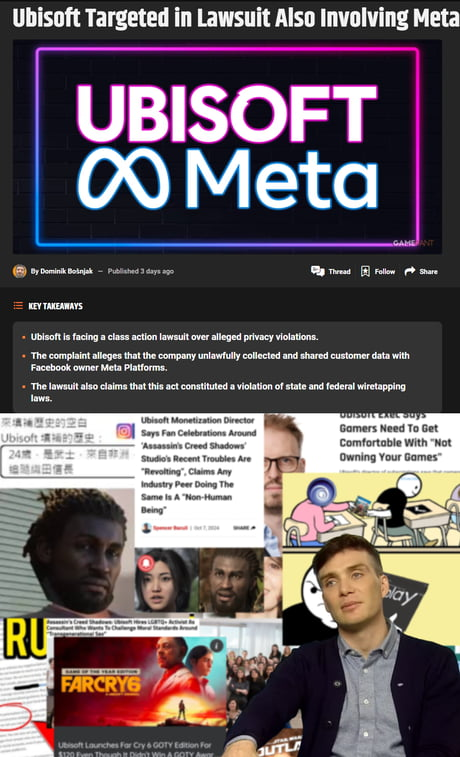 Ubisoft Targeted in Lawsuit Also Involving Meta
UBISOFT
Meta
GAMERANT
By Dominik Bošnjak — Published 3 days ago
Thread
Follow
Share
KEY TAKEAWAYS
Ubisoft is facing a class action lawsuit over alleged privacy violations.
The complaint alleges that the company unlawfully collected and shared customer data with
Facebook owner Meta Platforms.
The lawsuit also claims that this act constituted a violation of state and federal wiretapping
laws.
來填補歷史的空白
Ubisoft 填補的歷史：
24歲，是武士，來自非洲
追隨織田信長
Ubisoft Monetization Director
Says Fan Celebrations Around
'Assassin's Creed Shadows'
Studio's Recent Troubles Are
"Revolting", Claims Any
Industry Peer Doing The
Same Is A "Non-Human
Being"
Spencer Baculi | Oct 7, 2024 SHARE
Ubisoft Exec Says
Gamers Need To Get
Comfortable With "Not
Owning Your Games"
play
RU
Assassin's Creed Shadows: Ubisoft Hires LGBTQ+ Activist As
Consultant Who Wants To Challenge Moral Standards Around
"Transgenerational Sex"
GAME OF THE YEAR EDITION
FARCRY6
Ubisoft Launches Far Cry 6 GOTY Edition For
$120 Even Though It Didn't Win A GOTY Award
OUTLA